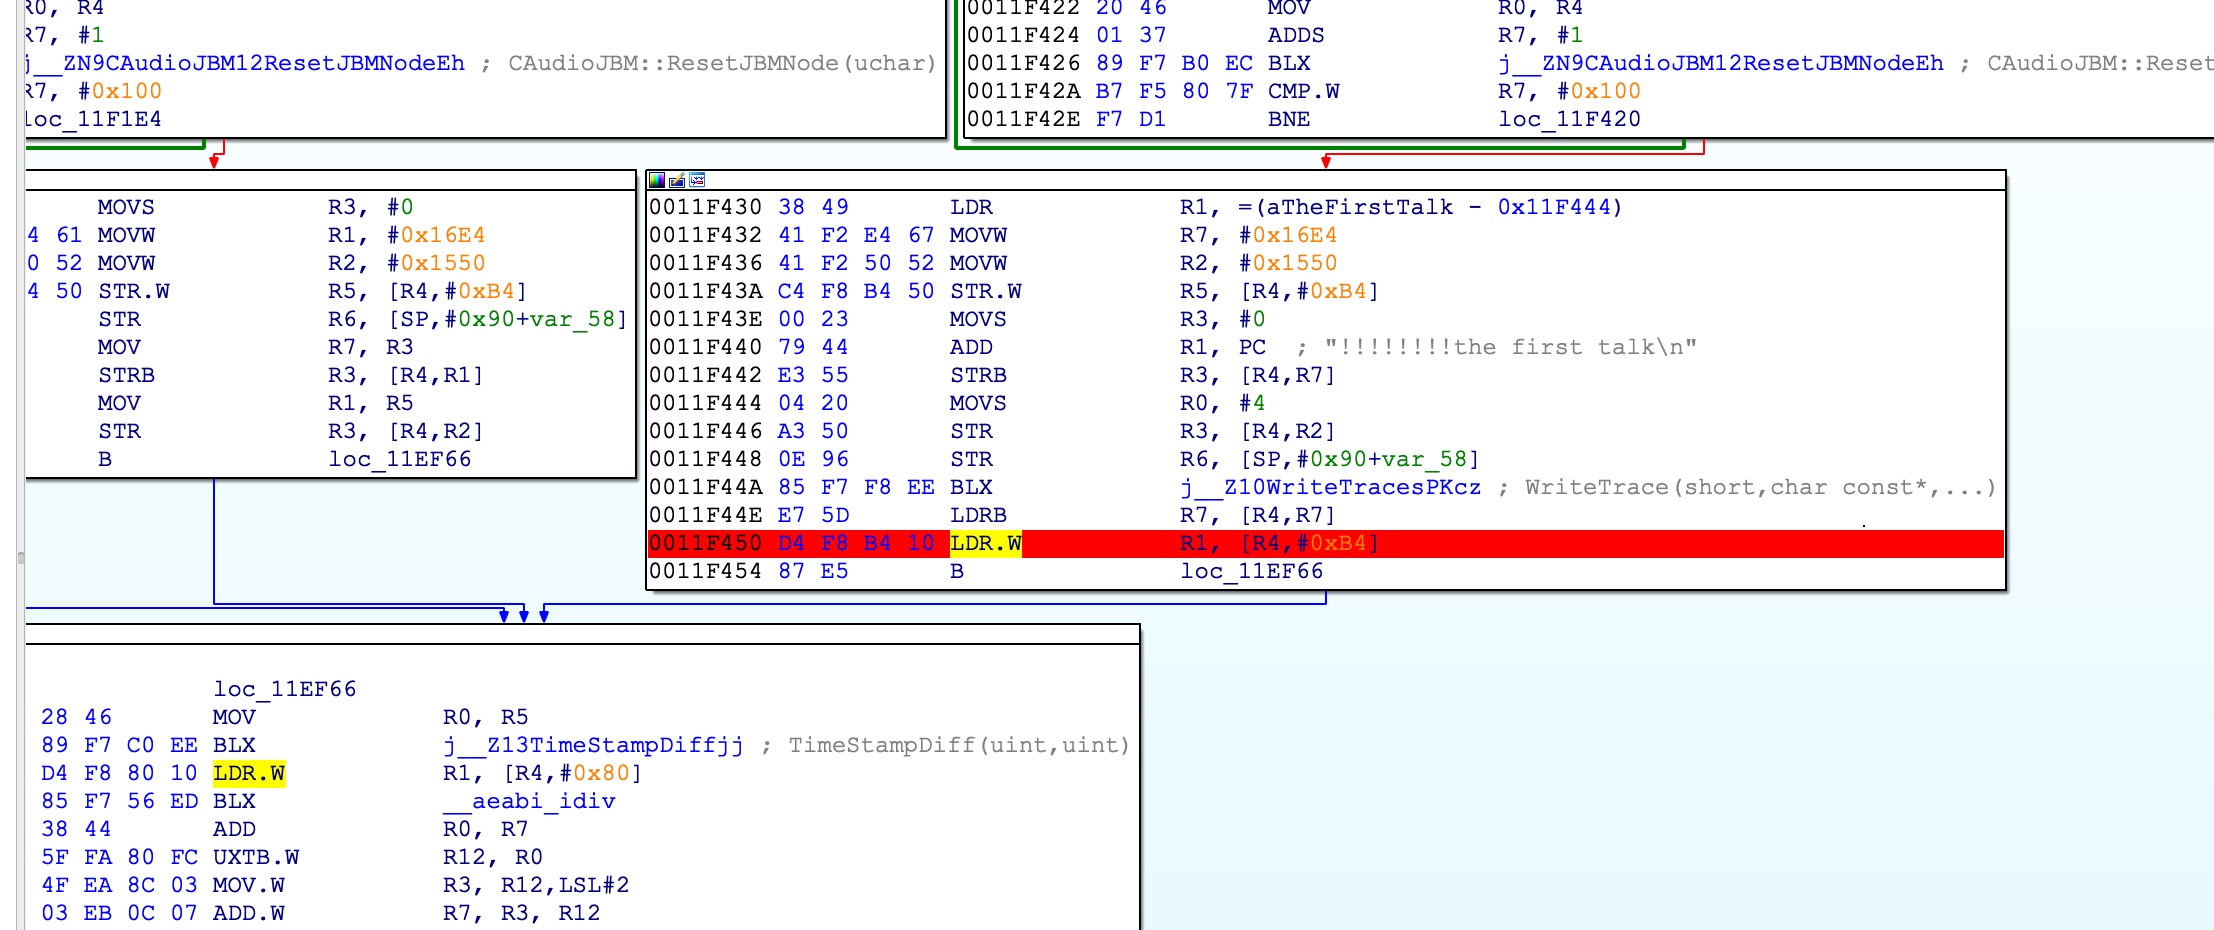 R0, R4
R7, #1
j__ZN9CAudioJBM12ResetJBMNodeEh ; CAudioJBM::ResetJBMNode(uchar)
R7, #0x100
loc_11F1E4
0011F422 20 46 MOV R0, R4
0011F424 01 37 ADDS R7, #1
0011F426 89 F7 B0 EC BLX j__ZN9CAudioJBM12ResetJBMNodeEh ; CAudioJBM::Reset
0011F42A B7 F5 80 7F CMP.W R7, #0x100
0011F42E F7 D1 BNE loc_11F420
MOVS R3, #0
4 61 MOVW R1, #0x16E4
0 52 MOVW R2, #0x1550
4 50 STR.W R5, [R4,#0xB4]
STR R6, [SP,#0x90+var_58]
MOV R7, R3
STRB R3, [R4,R1]
MOV R1, R5
STR R3, [R4,R2]
B loc_11EF66
0011F430 38 49 LDR R1, =(aTheFirstTalk - 0x11F444)
0011F432 41 F2 E4 67 MOVW R7, #0x16E4
0011F436 41 F2 50 52 MOVW R2, #0x1550
0011F43A C4 F8 B4 50 STR.W R5, [R4,#0xB4]
0011F43E 00 23 MOVS R3, #0
0011F440 79 44 ADD R1, PC ; "!!!!!!!!the first talk\n"
0011F442 E3 55 STRB R3, [R4,R7]
0011F444 04 20 MOVS R0, #4
0011F446 A3 50 STR R3, [R4,R2]
0011F448 0E 96 STR R6, [SP,#0x90+var_58]
0011F44A 85 F7 F8 EE BLX j__Z10WriteTracesPKcz ; WriteTrace(short,char const*,...)
0011F44E E7 5D LDRB R7, [R4,R7]
0011F450 D4 F8 B4 10 LDR.W R1, [R4,#0xB4]
0011F454 87 E5 B loc_11EF66
loc_11EF66
28 46 MOV R0, R5
89 F7 C0 EE BLX j__Z13TimeStampDiffjj ; TimeStampDiff(uint,uint)
D4 F8 80 10 LDR.W R1, [R4,#0x80]
85 F7 56 ED BLX __aeabi_idiv
38 44 ADD R0, R7
5F FA 80 FC UXTB.W R12, R0
4F EA 8C 03 MOV.W R3, R12,LSL#2
03 EB 0C 07 ADD.W R7, R3, R12